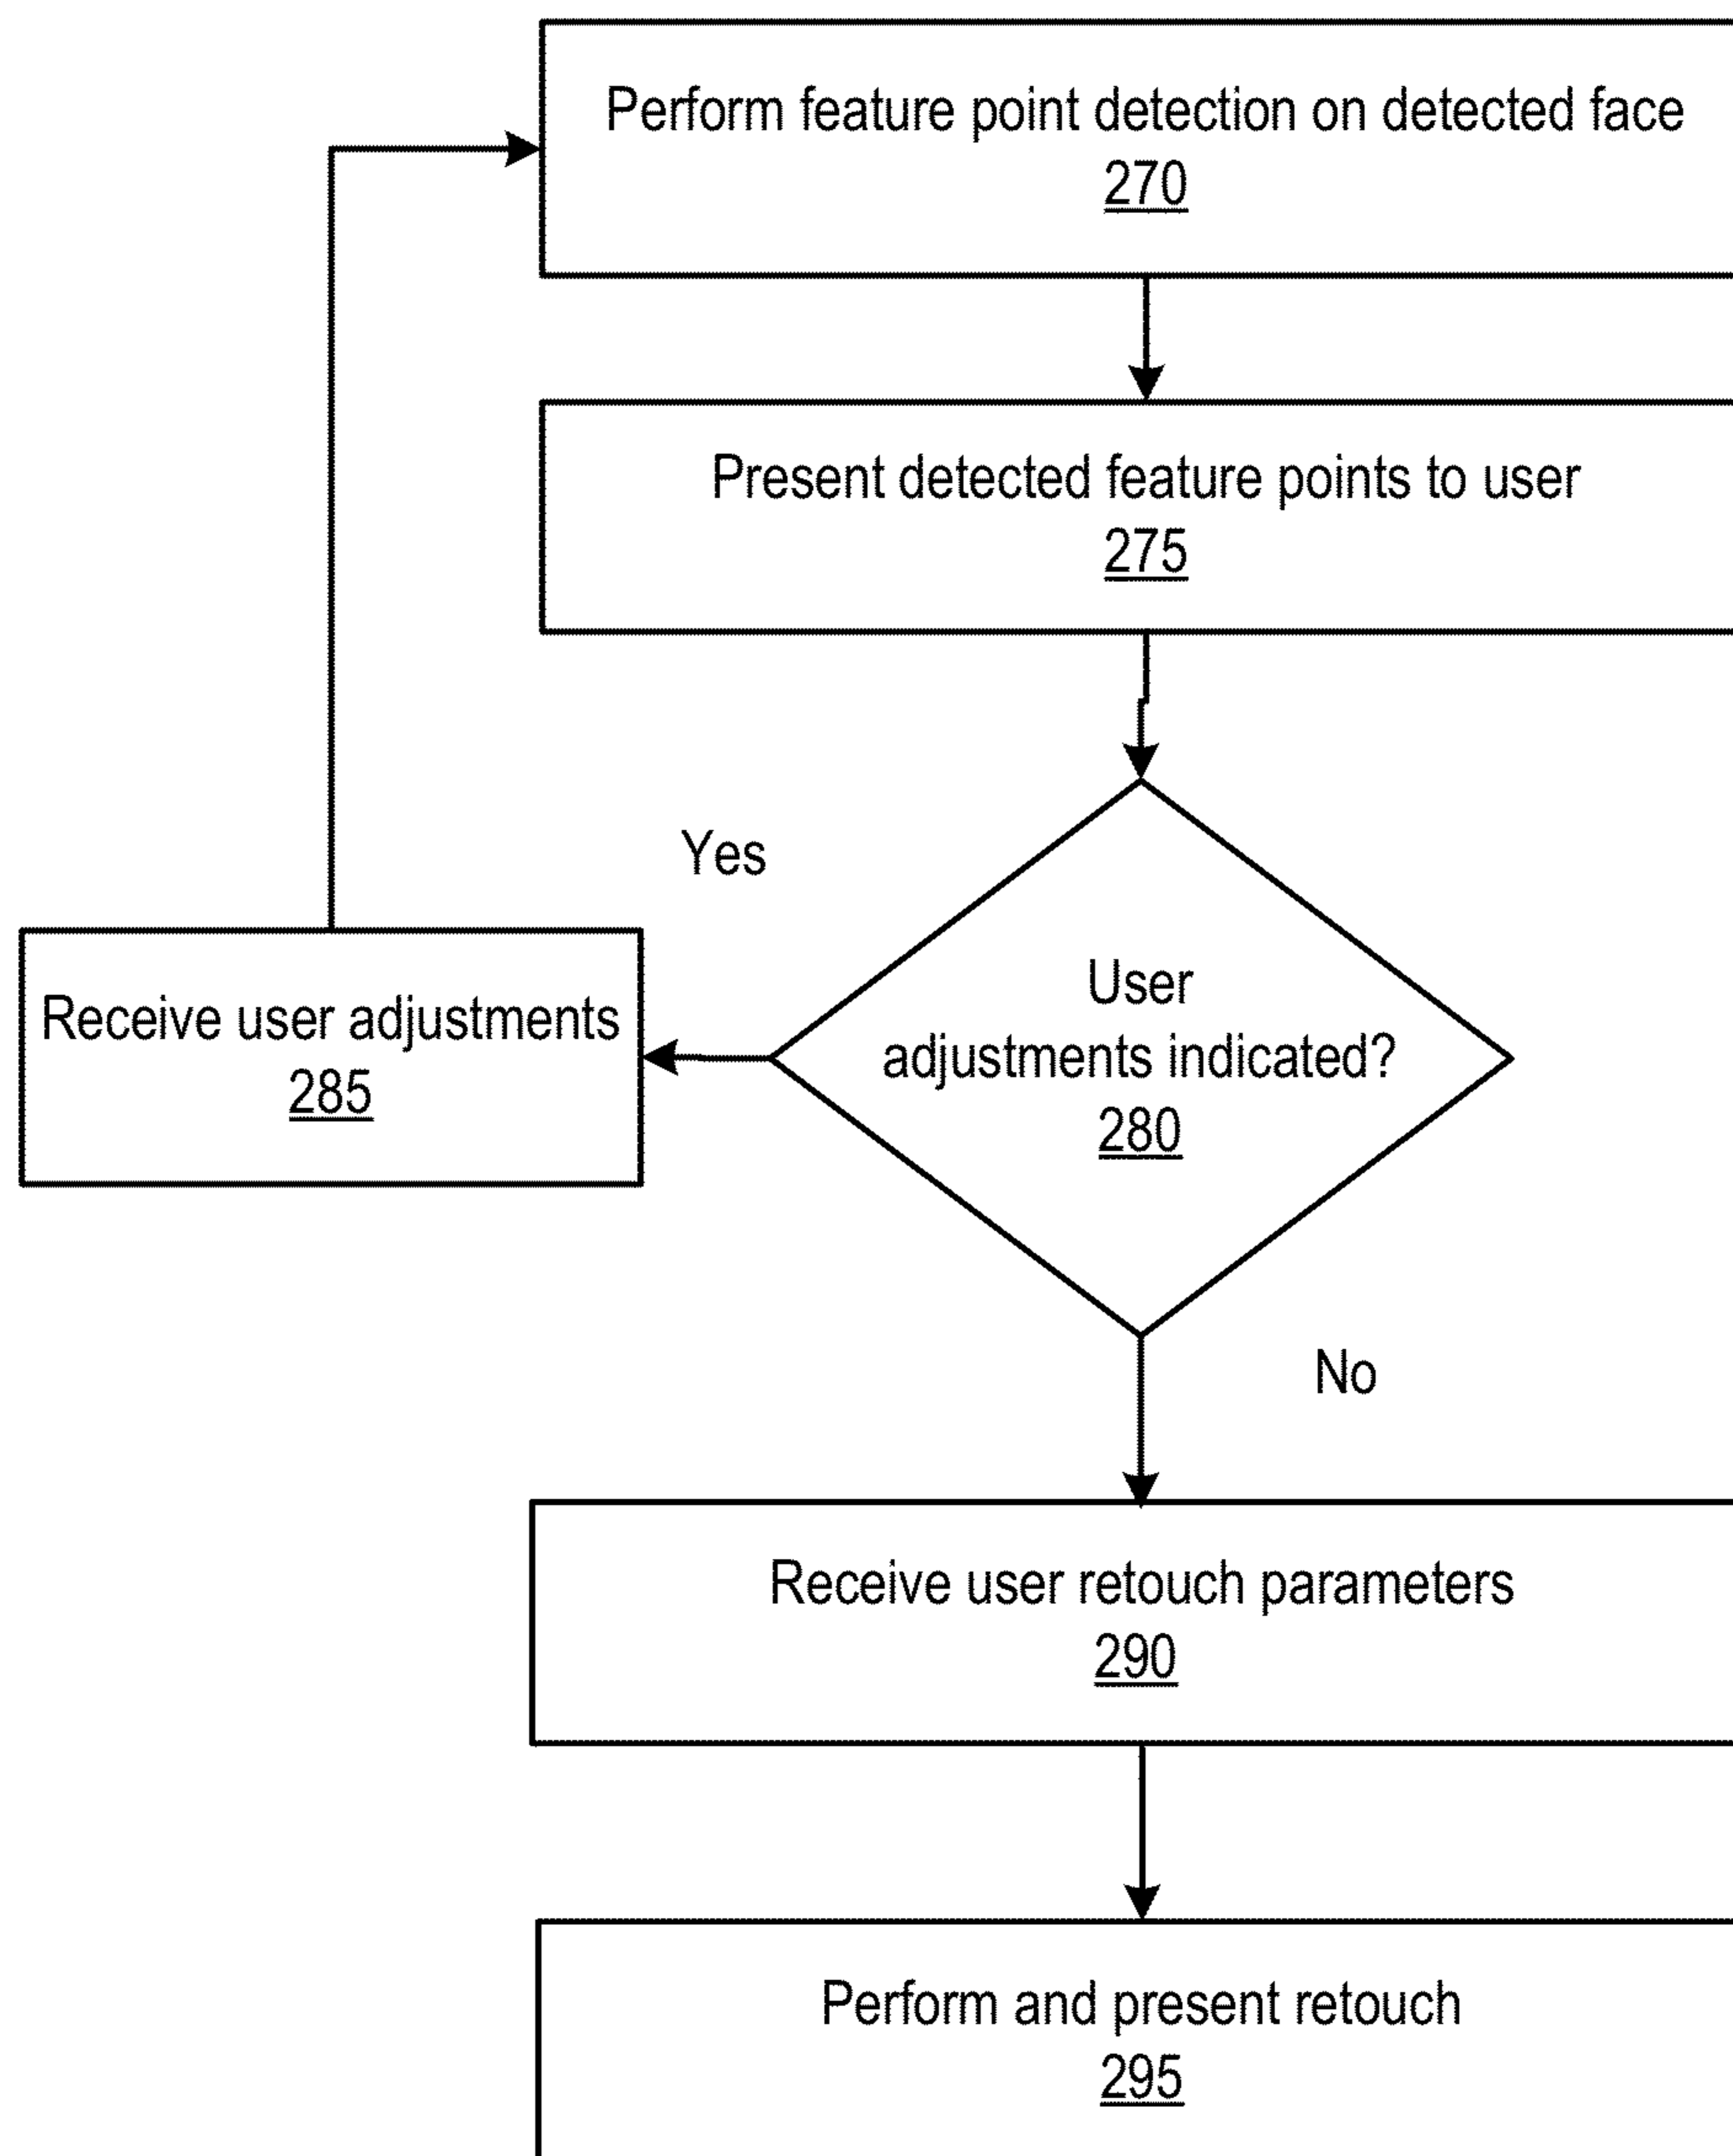 Perform feature point detection on detected face
270
Present detected feature points to user
275
Yes
User
adjustments indicated?
280
Receive user adjustments
285
No
Receive user retouch parameters
290
Perform and present retouch
295